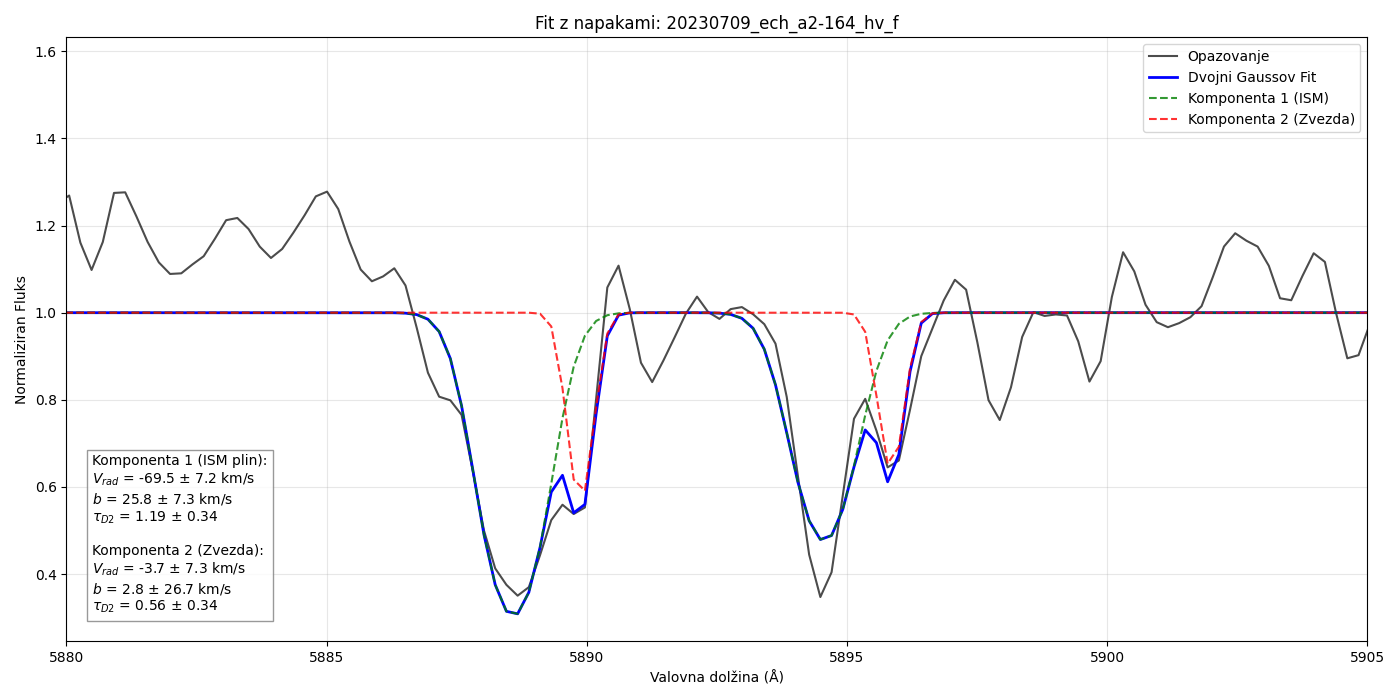 Fit z napakami: 20230709_ech_a2-164_hv_f
Normaliziran Fluks
1.6
1.4
1.2
1.0
0.8
0.6
0.4
Opazovanje
Dvojni Gaussov Fit
Komponenta 1 (ISM)
Komponenta 2 (Zvezda)
Komponenta 1 (ISM plin):
V_rad = -69.5 ± 7.2 km/s
b = 25.8 ± 7.3 km/s
τ_D2 = 1.19 ± 0.34
Komponenta 2 (Zvezda):
V_rad = -3.7 ± 7.3 km/s
b = 2.8 ± 26.7 km/s
τ_D2 = 0.56 ± 0.34
5880 5885 5890 5895 5900 5905
Valovna dolžina (Å)